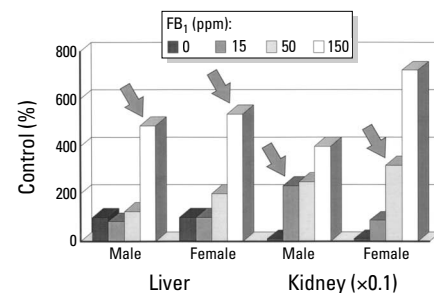 FB₁ (ppm):
0 15 50 150
Control (%)
800
600
400
200
0
Male Female Male Female
Liver Kidney (×0.1)